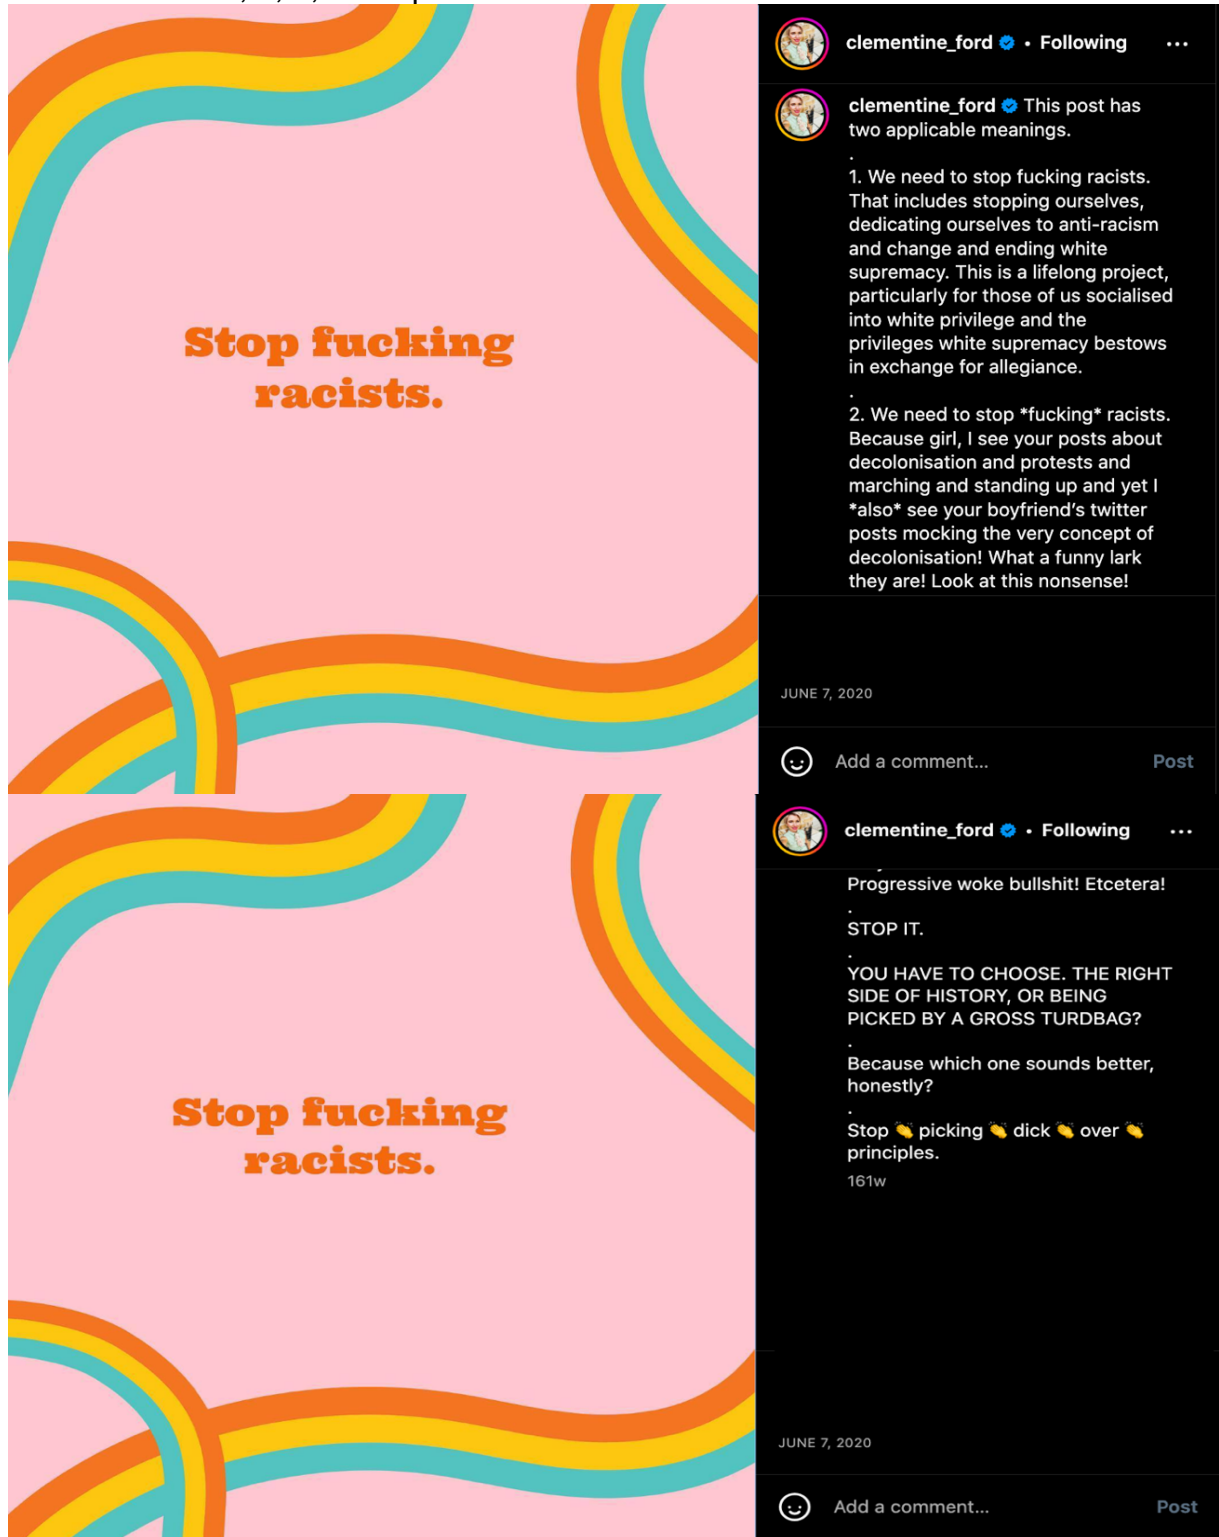 Stop fucking
racists.
clementine_ford • Following
clementine_ford This post has
two applicable meanings.
.
1. We need to stop fucking racists.
That includes stopping ourselves,
dedicating ourselves to anti-racism
and change and ending white
supremacy. This is a lifelong project,
particularly for those of us socialised
into white privilege and the
privileges white supremacy bestows
in exchange for allegiance.
.
2. We need to stop *fucking* racists.
Because girl, I see your posts about
decolonisation and protests and
marching and standing up and yet I
*also* see your boyfriend’s twitter
posts mocking the very concept of
decolonisation! What a funny lark
they are! Look at this nonsense!
JUNE 7, 2020
Add a comment...
Post
Stop fucking
racists.
clementine_ford • Following
Progressive woke bullshit! Etcetera!
.
STOP IT.
.
YOU HAVE TO CHOOSE. THE RIGHT
SIDE OF HISTORY, OR BEING
PICKED BY A GROSS TURDBAG?
.
Because which one sounds better,
honestly?
.
Stop 👏 picking 👏 dick 👏 over 👏
principles.
161w
JUNE 7, 2020
Add a comment...
Post